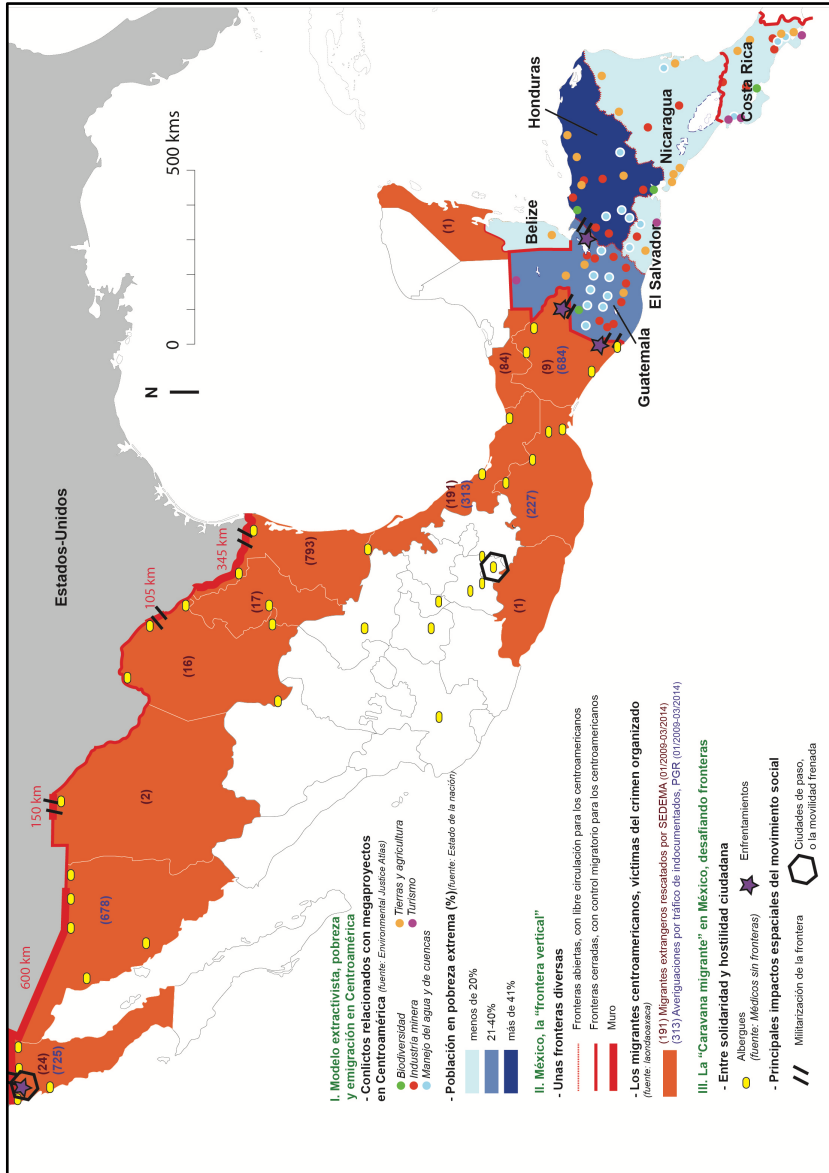 Estados-Unidos
600 km
150 km
105 km
345 km
N
0
500 kms
(24)
(725)
(678)
(2)
(16)
(17)
(793)
(191)
(313)
(1)
(227)
(84)
(9)
(684)
(1)
Belize
Honduras
Guatemala
El Salvador
Nicaragua
Costa Rica
I. Modelo extractivista, pobreza
y emigración en Centroamérica
- Conflictos relacionados con megaproyectos
en Centroamérica (fuente: Environmental Justice Atlas)
Biodiversidad
Tierras y agricultura
Industría minera
Turismo
Manejo del agua y de cuencas
- Población en pobreza extrema (%) (fuente: Estado de la nación)
menos de 20%
21-40%
más de 41%
II. México, la "frontera vertical"
- Unas fronteras diversas
Fronteras abiertas, con libre circulación para los centroamericanos
Fronteras cerradas, con control migratorio para los centroamericanos
Muro
- Los migrantes centroamericanos, víctimas del crimen organizado
(fuente: laondaoaxaca)
(191) Migrantes extrangeros rescatados por SEDEMA (01/2009-03/2014)
(313) Averiguaciones por tráfico de indocumentados, PGR (01/2009-03/2014)
III. La "Caravana migrante" en México, desafiando fronteras
- Entre solidaridad y hostilidad ciudadana
Albergues
(fuente: Médicos sin fronteras)
Enfrentamientos
- Principales impactos espaciales del movimiento social
Militarización de la frontera
Ciudades de paso,
o la movilidad frenada